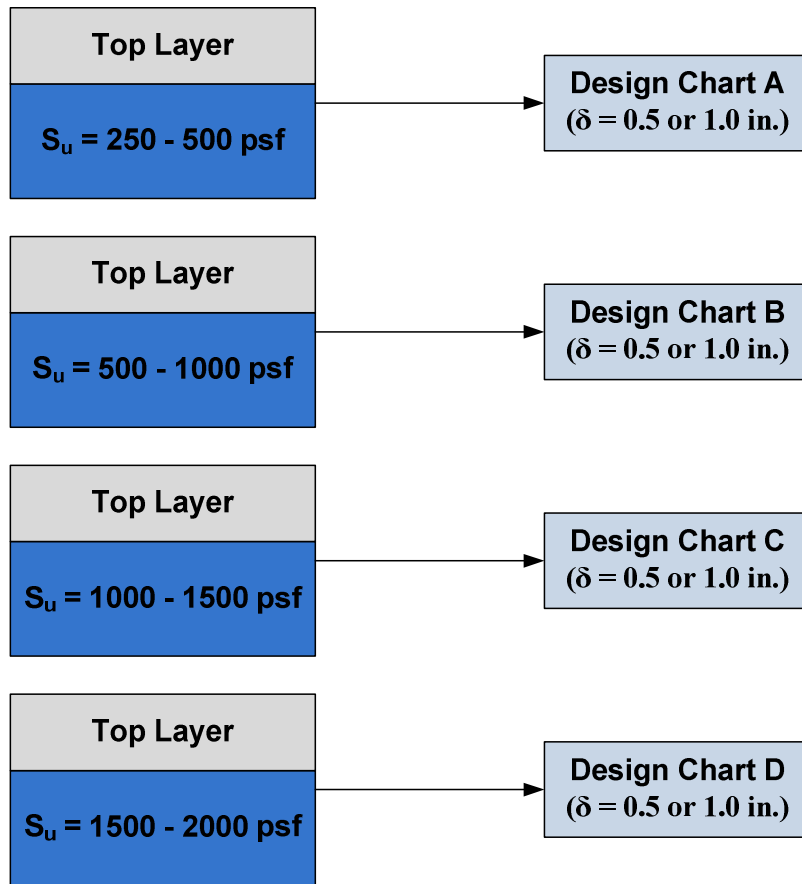 Top Layer
Sᵤ = 250 - 500 psf
Design Chart A
(δ = 0.5 or 1.0 in.)
Top Layer
Sᵤ = 500 - 1000 psf
Design Chart B
(δ = 0.5 or 1.0 in.)
Top Layer
Sᵤ = 1000 - 1500 psf
Design Chart C
(δ = 0.5 or 1.0 in.)
Top Layer
Sᵤ = 1500 - 2000 psf
Design Chart D
(δ = 0.5 or 1.0 in.)